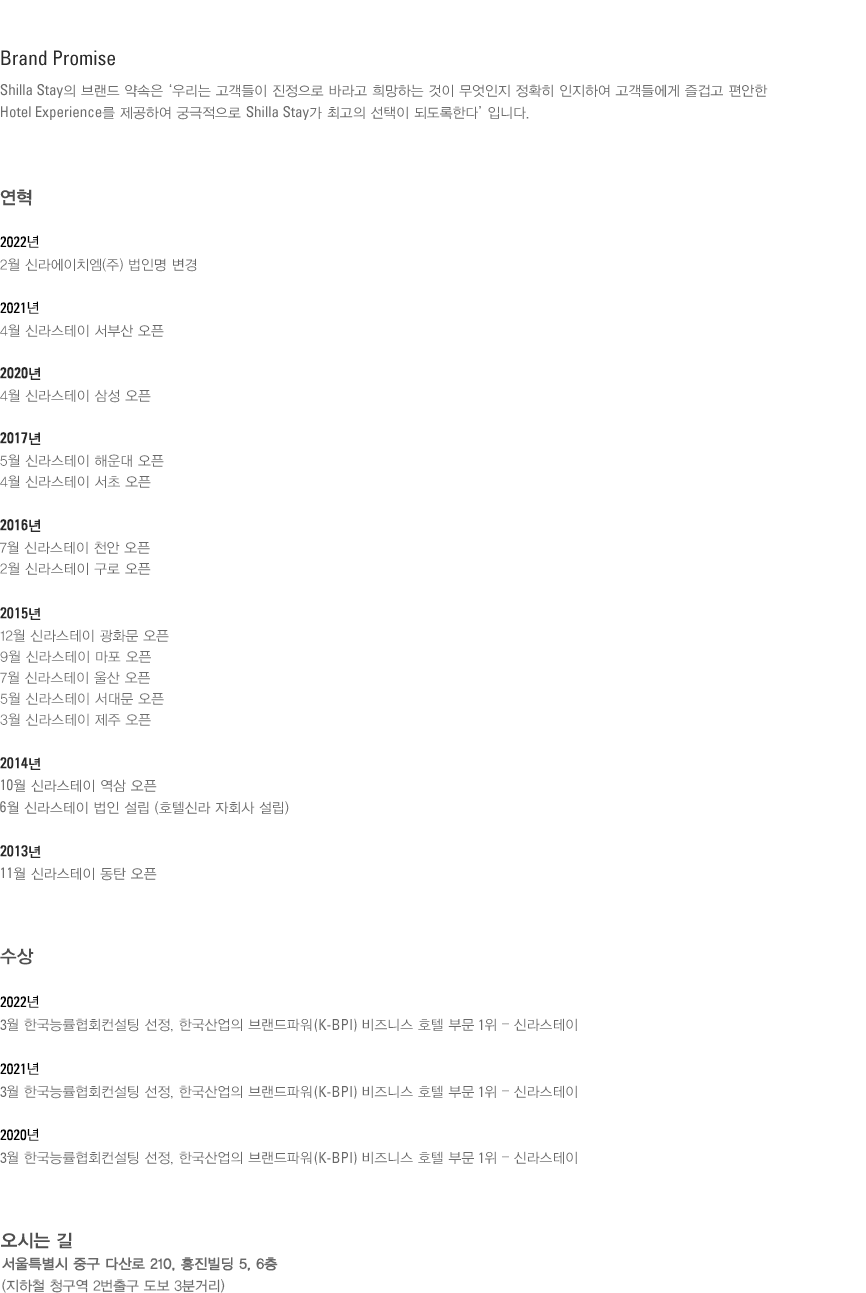 Brand Promise
Shilla Stay의 브랜드 약속은 ‘우리는 고객들이 진정으로 바라고 희망하는 것이 무엇인지 정확히 인지하여 고객들에게 즐겁고 편안한
Hotel Experience를 제공하여 궁극적으로 Shilla Stay가 최고의 선택이 되도록한다’ 입니다.
연혁
2022년
2월 신라에이치엠(주) 법인명 변경
2021년
4월 신라스테이 서부산 오픈
2020년
4월 신라스테이 삼성 오픈
2017년
5월 신라스테이 해운대 오픈
4월 신라스테이 서초 오픈
2016년
7월 신라스테이 천안 오픈
2월 신라스테이 구로 오픈
2015년
12월 신라스테이 광화문 오픈
9월 신라스테이 마포 오픈
7월 신라스테이 울산 오픈
5월 신라스테이 서대문 오픈
3월 신라스테이 제주 오픈
2014년
10월 신라스테이 역삼 오픈
6월 신라스테이 법인 설립 (호텔신라 자회사 설립)
2013년
11월 신라스테이 동탄 오픈
수상
2022년
3월 한국능률협회컨설팅 선정, 한국산업의 브랜드파워(K-BPI) 비즈니스 호텔 부문 1위 – 신라스테이
2021년
3월 한국능률협회컨설팅 선정, 한국산업의 브랜드파워(K-BPI) 비즈니스 호텔 부문 1위 – 신라스테이
2020년
3월 한국능률협회컨설팅 선정, 한국산업의 브랜드파워(K-BPI) 비즈니스 호텔 부문 1위 – 신라스테이
오시는 길
서울특별시 중구 다산로 210, 홍진빌딩 5, 6층
(지하철 청구역 2번출구 도보 3분거리)